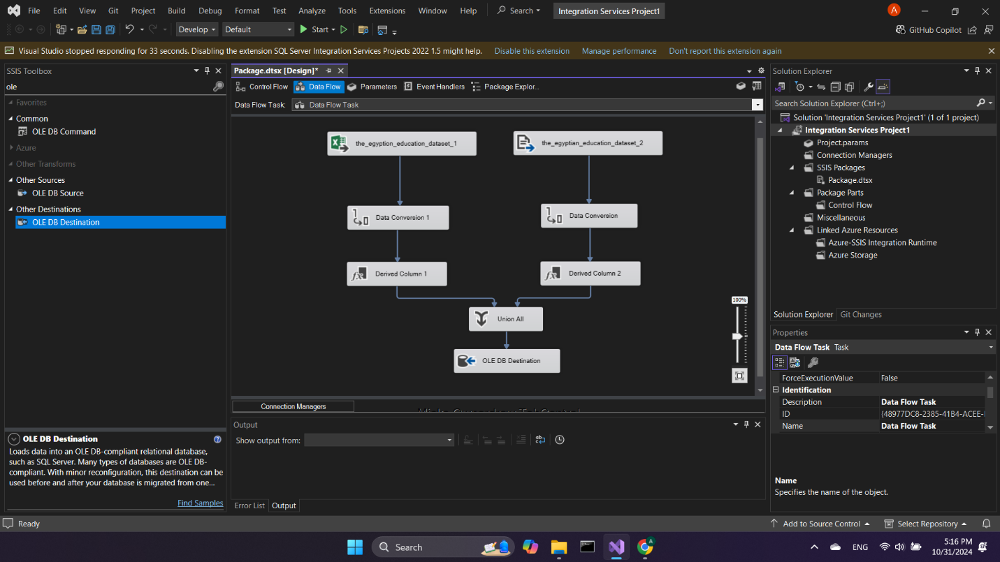 File Edit View Git Project Build Debug Format Test Analyze Tools Extensions Window Help Search Integration Services Project1 A
Develop Default Start GitHub Copilot
Visual Studio stopped responding for 33 seconds. Disabling the extension SQL Server Integration Services Projects 2022 1.5 might help. Disable this extension Manage performance Don't report this extension again
SSIS Toolbox
ole
Favorites
Common
OLE DB Command
Azure
Other Transforms
Other Sources
OLE DB Source
Other Destinations
OLE DB Destination
OLE DB Destination
Loads data into an OLE DB-compliant relational database,
such as SQL Server. Many types of databases are OLE DB-
compliant. With minor reconfiguration, this destination can be
used before and after your database is migrated from one...
Find Samples
Package.dtsx [Design]*
Control Flow Data Flow Parameters Event Handlers Package Explor...
Data Flow Task: Data Flow Task
the_egyption_education_dataset_1 the_egyptian_education_dataset_2
Data Conversion 1 Data Conversion
Derived Column 1 Derived Column 2
Union All
OLE DB Destination
100%
Connection Managers
Output
Show output from:
Error List Output
Solution Explorer
Search Solution Explorer (Ctrl+;)
Solution 'Integration Services Project1' (1 of 1 project)
Integration Services Project1
Project.params
Connection Managers
SSIS Packages
Package.dtsx
Package Parts
Control Flow
Miscellaneous
Linked Azure Resources
Azure-SSIS Integration Runtime
Azure Storage
Solution Explorer Git Changes
Properties
Data Flow Task Task
ForceExecutionValue False
Identification
Description Data Flow Task
ID {48977DC8-2385-41B4-ACEE-
Name Data Flow Task
Name
Specifies the name of the object.
Ready Add to Source Control Select Repository
Search ENG 5:16 PM
10/31/2024